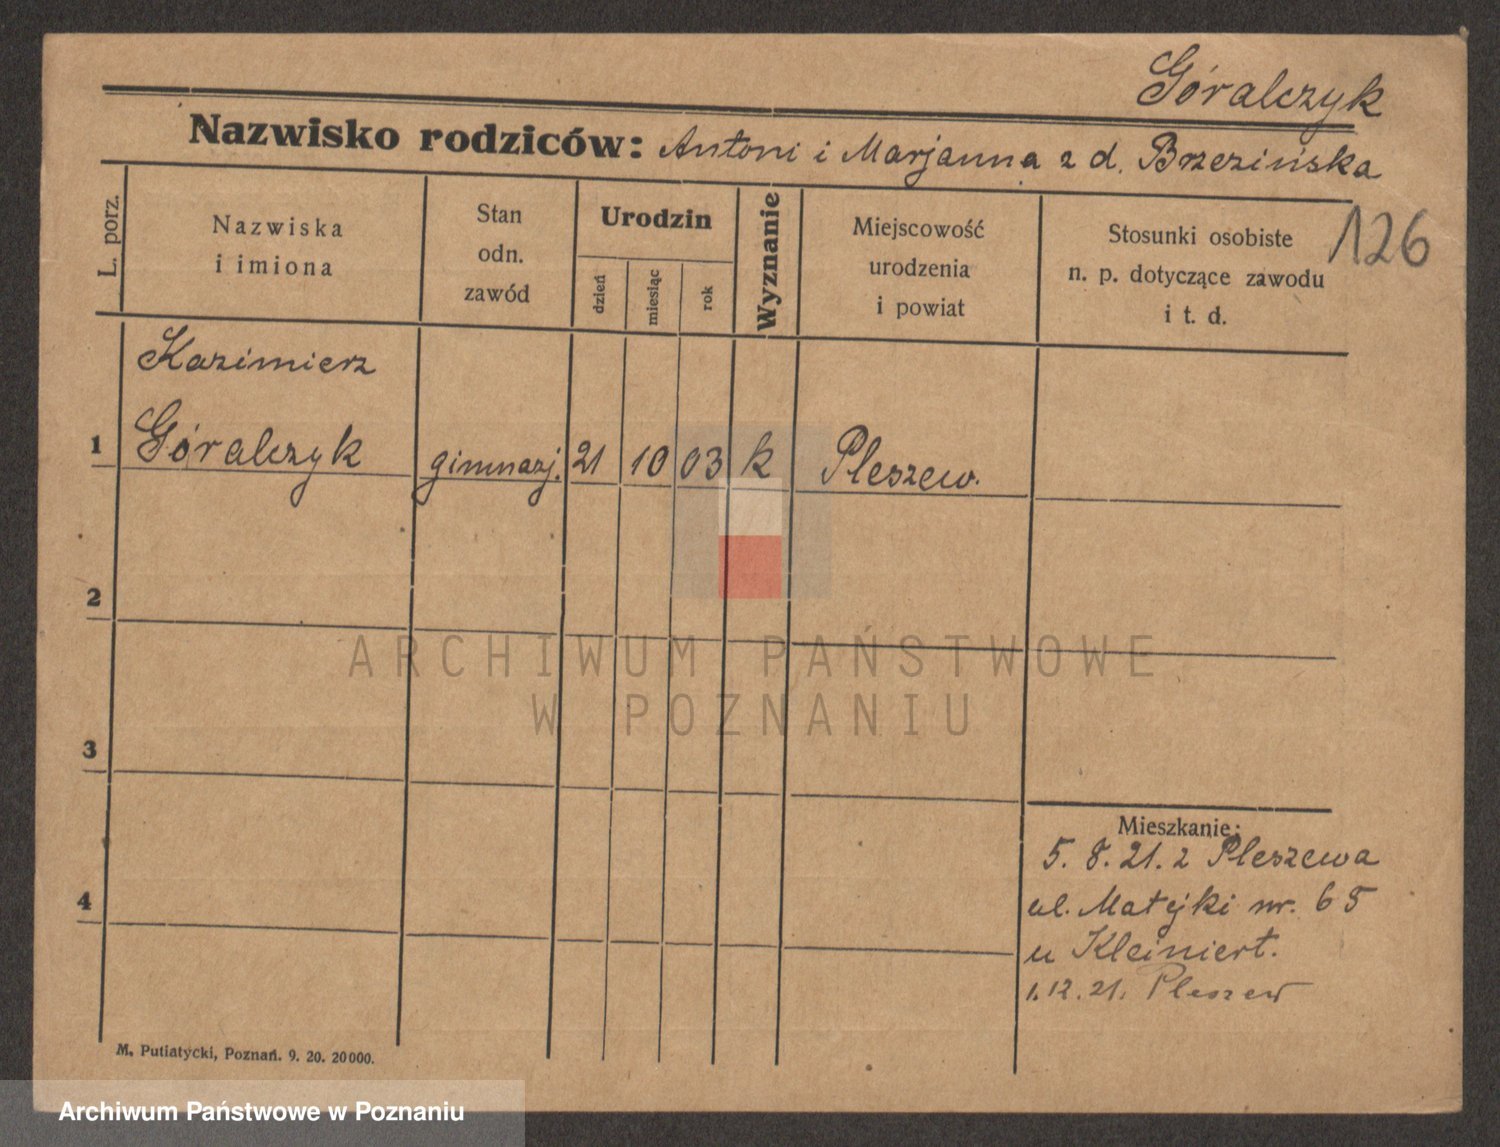 Góralczyk
Nazwisko rodziców: Antoni i Marjanna z d. Brzezińska
126
L. porz.
Nazwiska
i imiona
Stan
odn.
zawód
Urodzin
dzień
miesiąc
rok
Wyznanie
Miejscowość
urodzenia
i powiat
Stosunki osobiste
n. p. dotyczące zawodu
i t. d.
Kazimierz
1 Góralczyk gimnazj. 21 10 03 k Pleszew.
2
ARCHIWUM PAŃSTWOWE
W POZNANIU
3
Mieszkanie:
5. 8. 21. z Pleszewa
4
ul. Matejki nr. 65
u Kleiniert.
1.12.21. Pleszew
M. Putiatycki, Poznań. 9. 20. 20000.
Archiwum Państwowe w Poznaniu